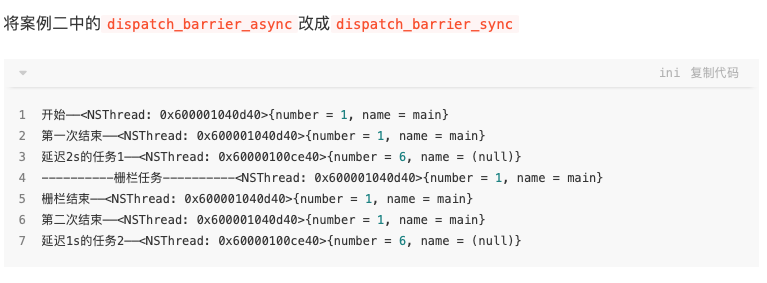 将案例二中的 dispatch_barrier_async 改成 dispatch_barrier_sync
ini 复制代码
1 开始——<NSThread: 0x600001040d40>{number = 1, name = main}
2 第一次结束——<NSThread: 0x600001040d40>{number = 1, name = main}
3 延迟2s的任务1——<NSThread: 0x60000100ce40>{number = 6, name = (null)}
4 ----------栅栏任务----------<NSThread: 0x600001040d40>{number = 1, name = main}
5 栅栏结束——<NSThread: 0x600001040d40>{number = 1, name = main}
6 第二次结束——<NSThread: 0x600001040d40>{number = 1, name = main}
7 延迟1s的任务2——<NSThread: 0x60000100ce40>{number = 6, name = (null)}